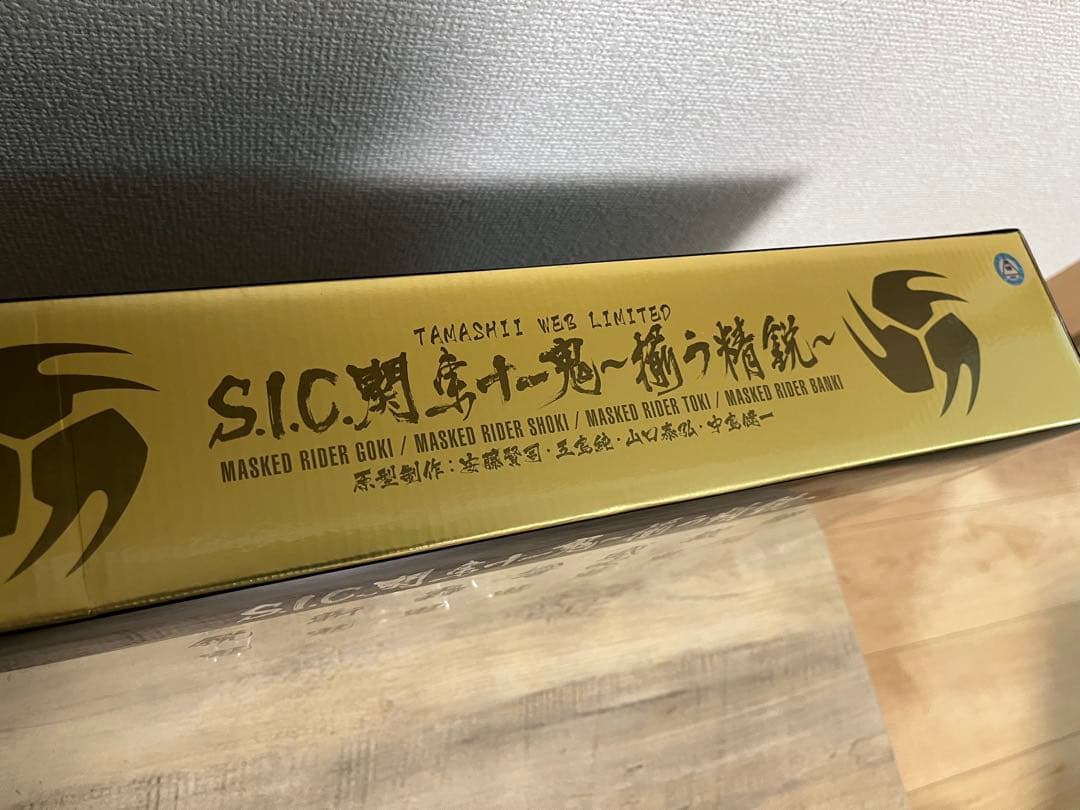 TAMASHII WEB LIMITED
S.I.C.関東十一鬼～揃う精鋭～
MASKED RIDER GOKI / MASKED RIDER SHOKI / MASKED RIDER TOKI / MASKED RIDER BANKI
原型制作：安藤賢司・五島純・山口泰弘・中嶌健一